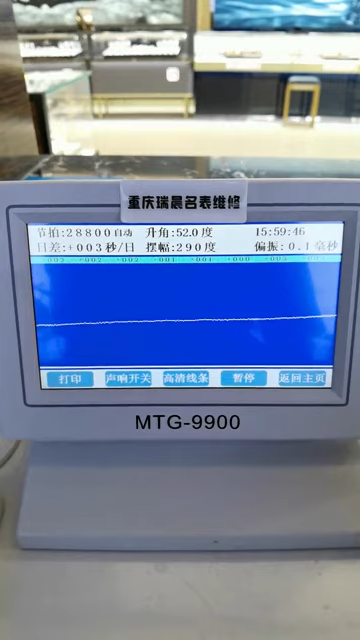 重庆瑞晨名表维修
节拍:28800自动 升角:52.0度 15:59:46
日差:+003秒/日 摆幅:290度 偏振:0.1毫秒
打印 声响开关 高清线条 暂停 返回主页
MTG-9900